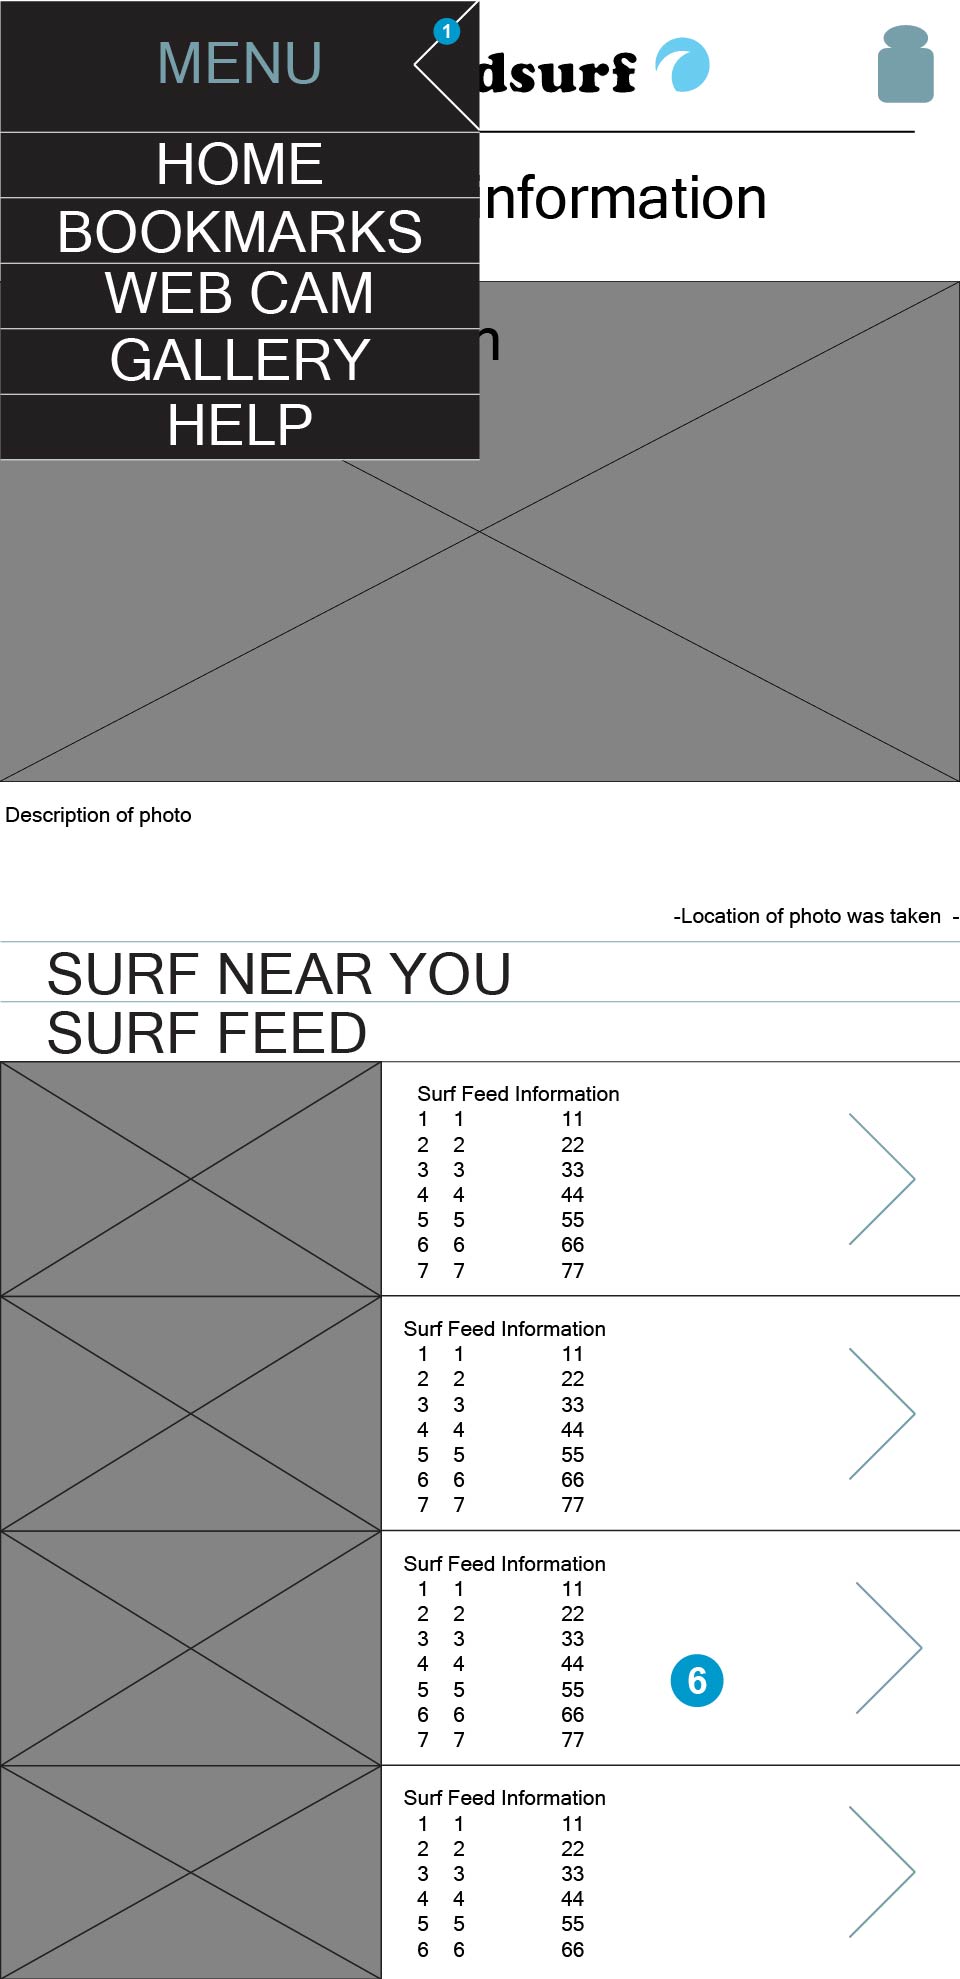 MENU
1
dsurf
HOME
nformation
BOOKMARKS
WEB CAM
n
GALLERY
HELP
Description of photo
-Location of photo was taken -
SURF NEAR YOU
SURF FEED
Surf Feed Information
1 1 11
2 2 22
3 3 33
4 4 44
5 5 55
6 6 66
7 7 77
Surf Feed Information
1 1 11
2 2 22
3 3 33
4 4 44
5 5 55
6 6 66
7 7 77
Surf Feed Information
1 1 11
2 2 22
3 3 33
4 4 44
6
5 5 55
6 6 66
7 7 77
Surf Feed Information
1 1 11
2 2 22
3 3 33
4 4 44
5 5 55
6 6 66